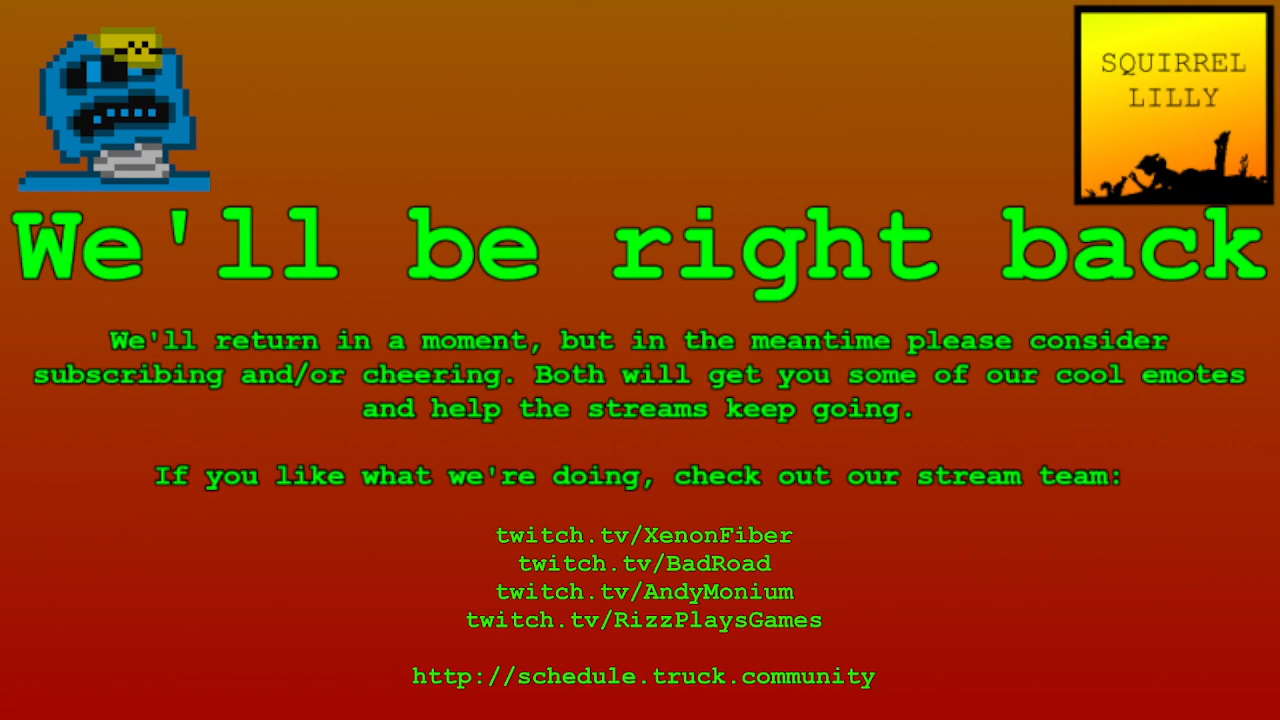 SQUIRREL
LILLY
We'll be right back
We'll return in a moment, but in the meantime please consider
subscribing and/or cheering. Both will get you some of our cool emotes
and help the streams keep going.
If you like what we're doing, check out our stream team:
twitch.tv/XenonFiber
twitch.tv/BadRoad
twitch.tv/AndyMonium
twitch.tv/RizzPlaysGames
http://schedule.truck.community